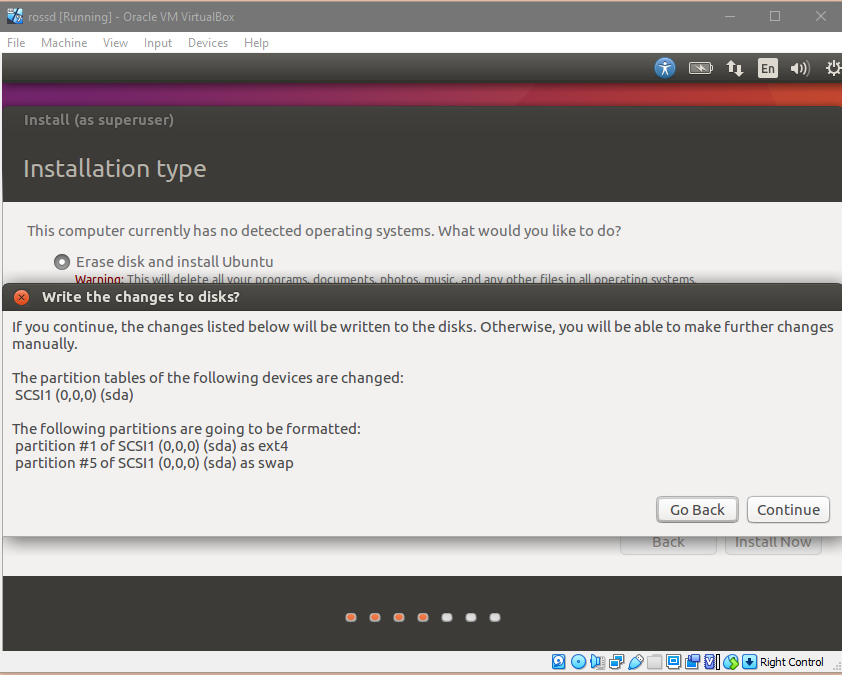 rossd [Running] - Oracle VM VirtualBox
File Machine View Input Devices Help
En
Install (as superuser)
Installation type
This computer currently has no detected operating systems. What would you like to do?
Erase disk and install Ubuntu
Warning: This will delete all your programs, documents, photos, music, and any other files in all operating systems.
Write the changes to disks?
If you continue, the changes listed below will be written to the disks. Otherwise, you will be able to make further changes
manually.
The partition tables of the following devices are changed:
SCSI1 (0,0,0) (sda)
The following partitions are going to be formatted:
partition #1 of SCSI1 (0,0,0) (sda) as ext4
partition #5 of SCSI1 (0,0,0) (sda) as swap
Go Back Continue
Back Install Now
Right Control